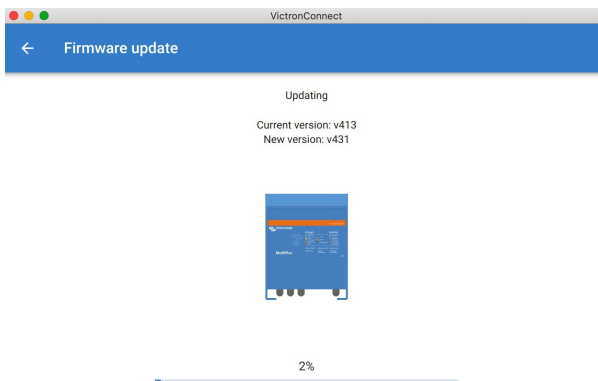 VictronConnect
Firmware update
Updating
Current version: v413
New version: v431
MultiPlus
2%